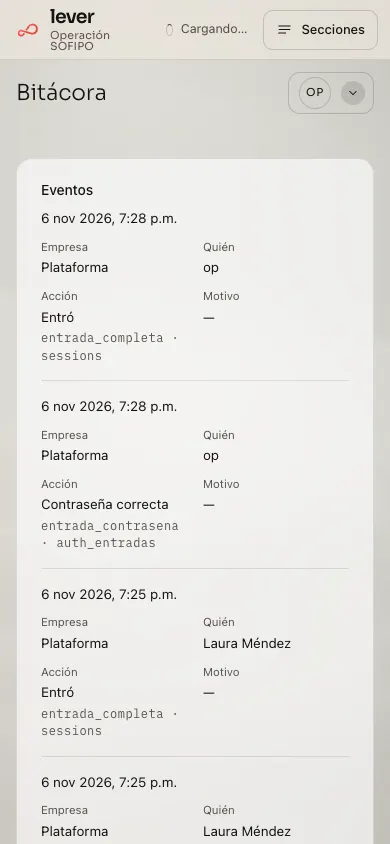 lever
Operación
SOFIPO
Cargando...
Secciones
Bitácora
OP
Eventos
6 nov 2026, 7:28 p.m.
Empresa
Quién
Plataforma
op
Acción
Motivo
Entró
—
entrada_completa ·
sessions
6 nov 2026, 7:28 p.m.
Empresa
Quién
Plataforma
op
Acción
Motivo
Contraseña correcta
—
entrada_contrasena
· auth_entradas
6 nov 2026, 7:25 p.m.
Empresa
Quién
Plataforma
Laura Méndez
Acción
Motivo
Entró
—
entrada_completa ·
sessions
6 nov 2026, 7:25 p.m.
Empresa
Quién
Plataforma
Laura Méndez